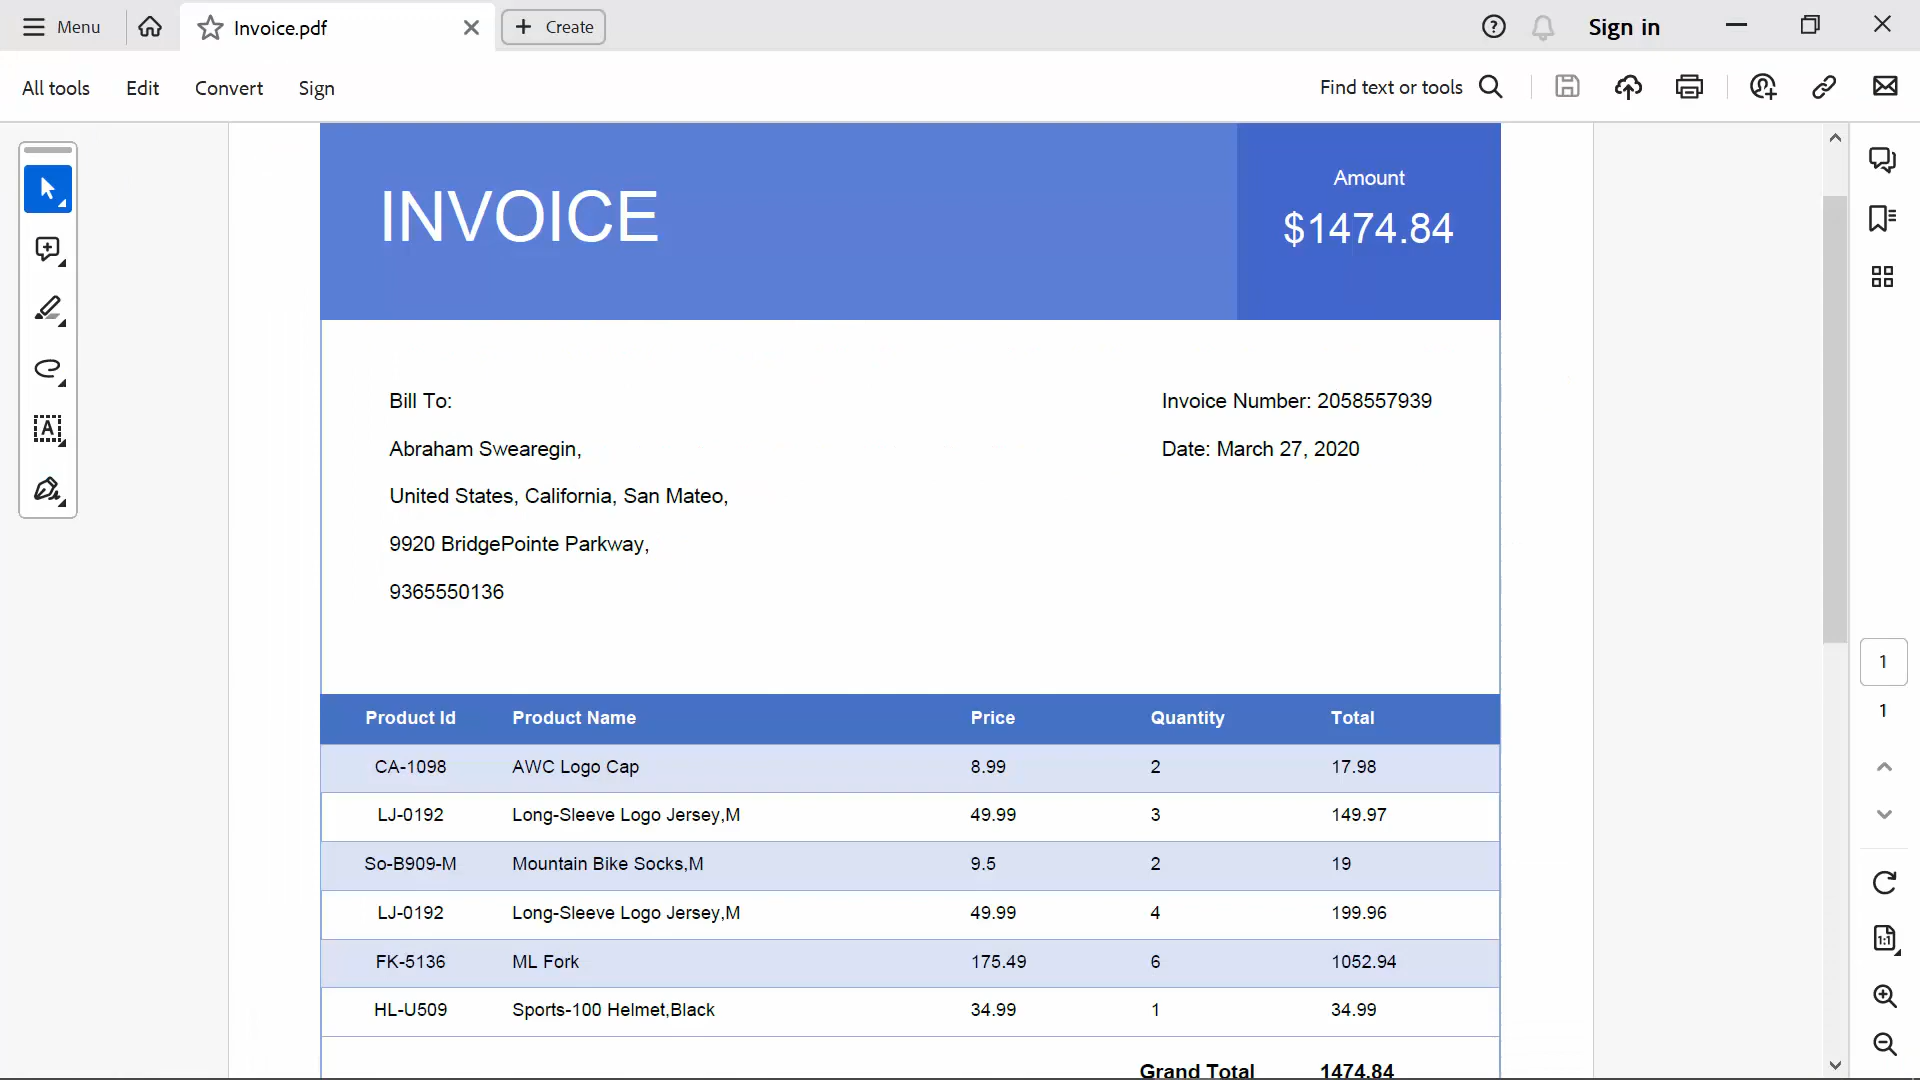 Menu
Invoice.pdf
Create
Sign in
All tools
Edit
Convert
Sign
Find text or tools
INVOICE
Amount
$1474.84
Bill To:
Abraham Swearegin,
United States, California, San Mateo,
9920 BridgePointe Parkway,
9365550136
Invoice Number: 2058557939
Date: March 27, 2020
Product Id Product Name Price Quantity Total
CA-1098 AWC Logo Cap 8.99 2 17.98
LJ-0192 Long-Sleeve Logo Jersey,M 49.99 3 149.97
So-B909-M Mountain Bike Socks,M 9.5 2 19
LJ-0192 Long-Sleeve Logo Jersey,M 49.99 4 199.96
FK-5136 ML Fork 175.49 6 1052.94
HL-U509 Sports-100 Helmet,Black 34.99 1 34.99
Grand Total 1474.84
1
1
1:1